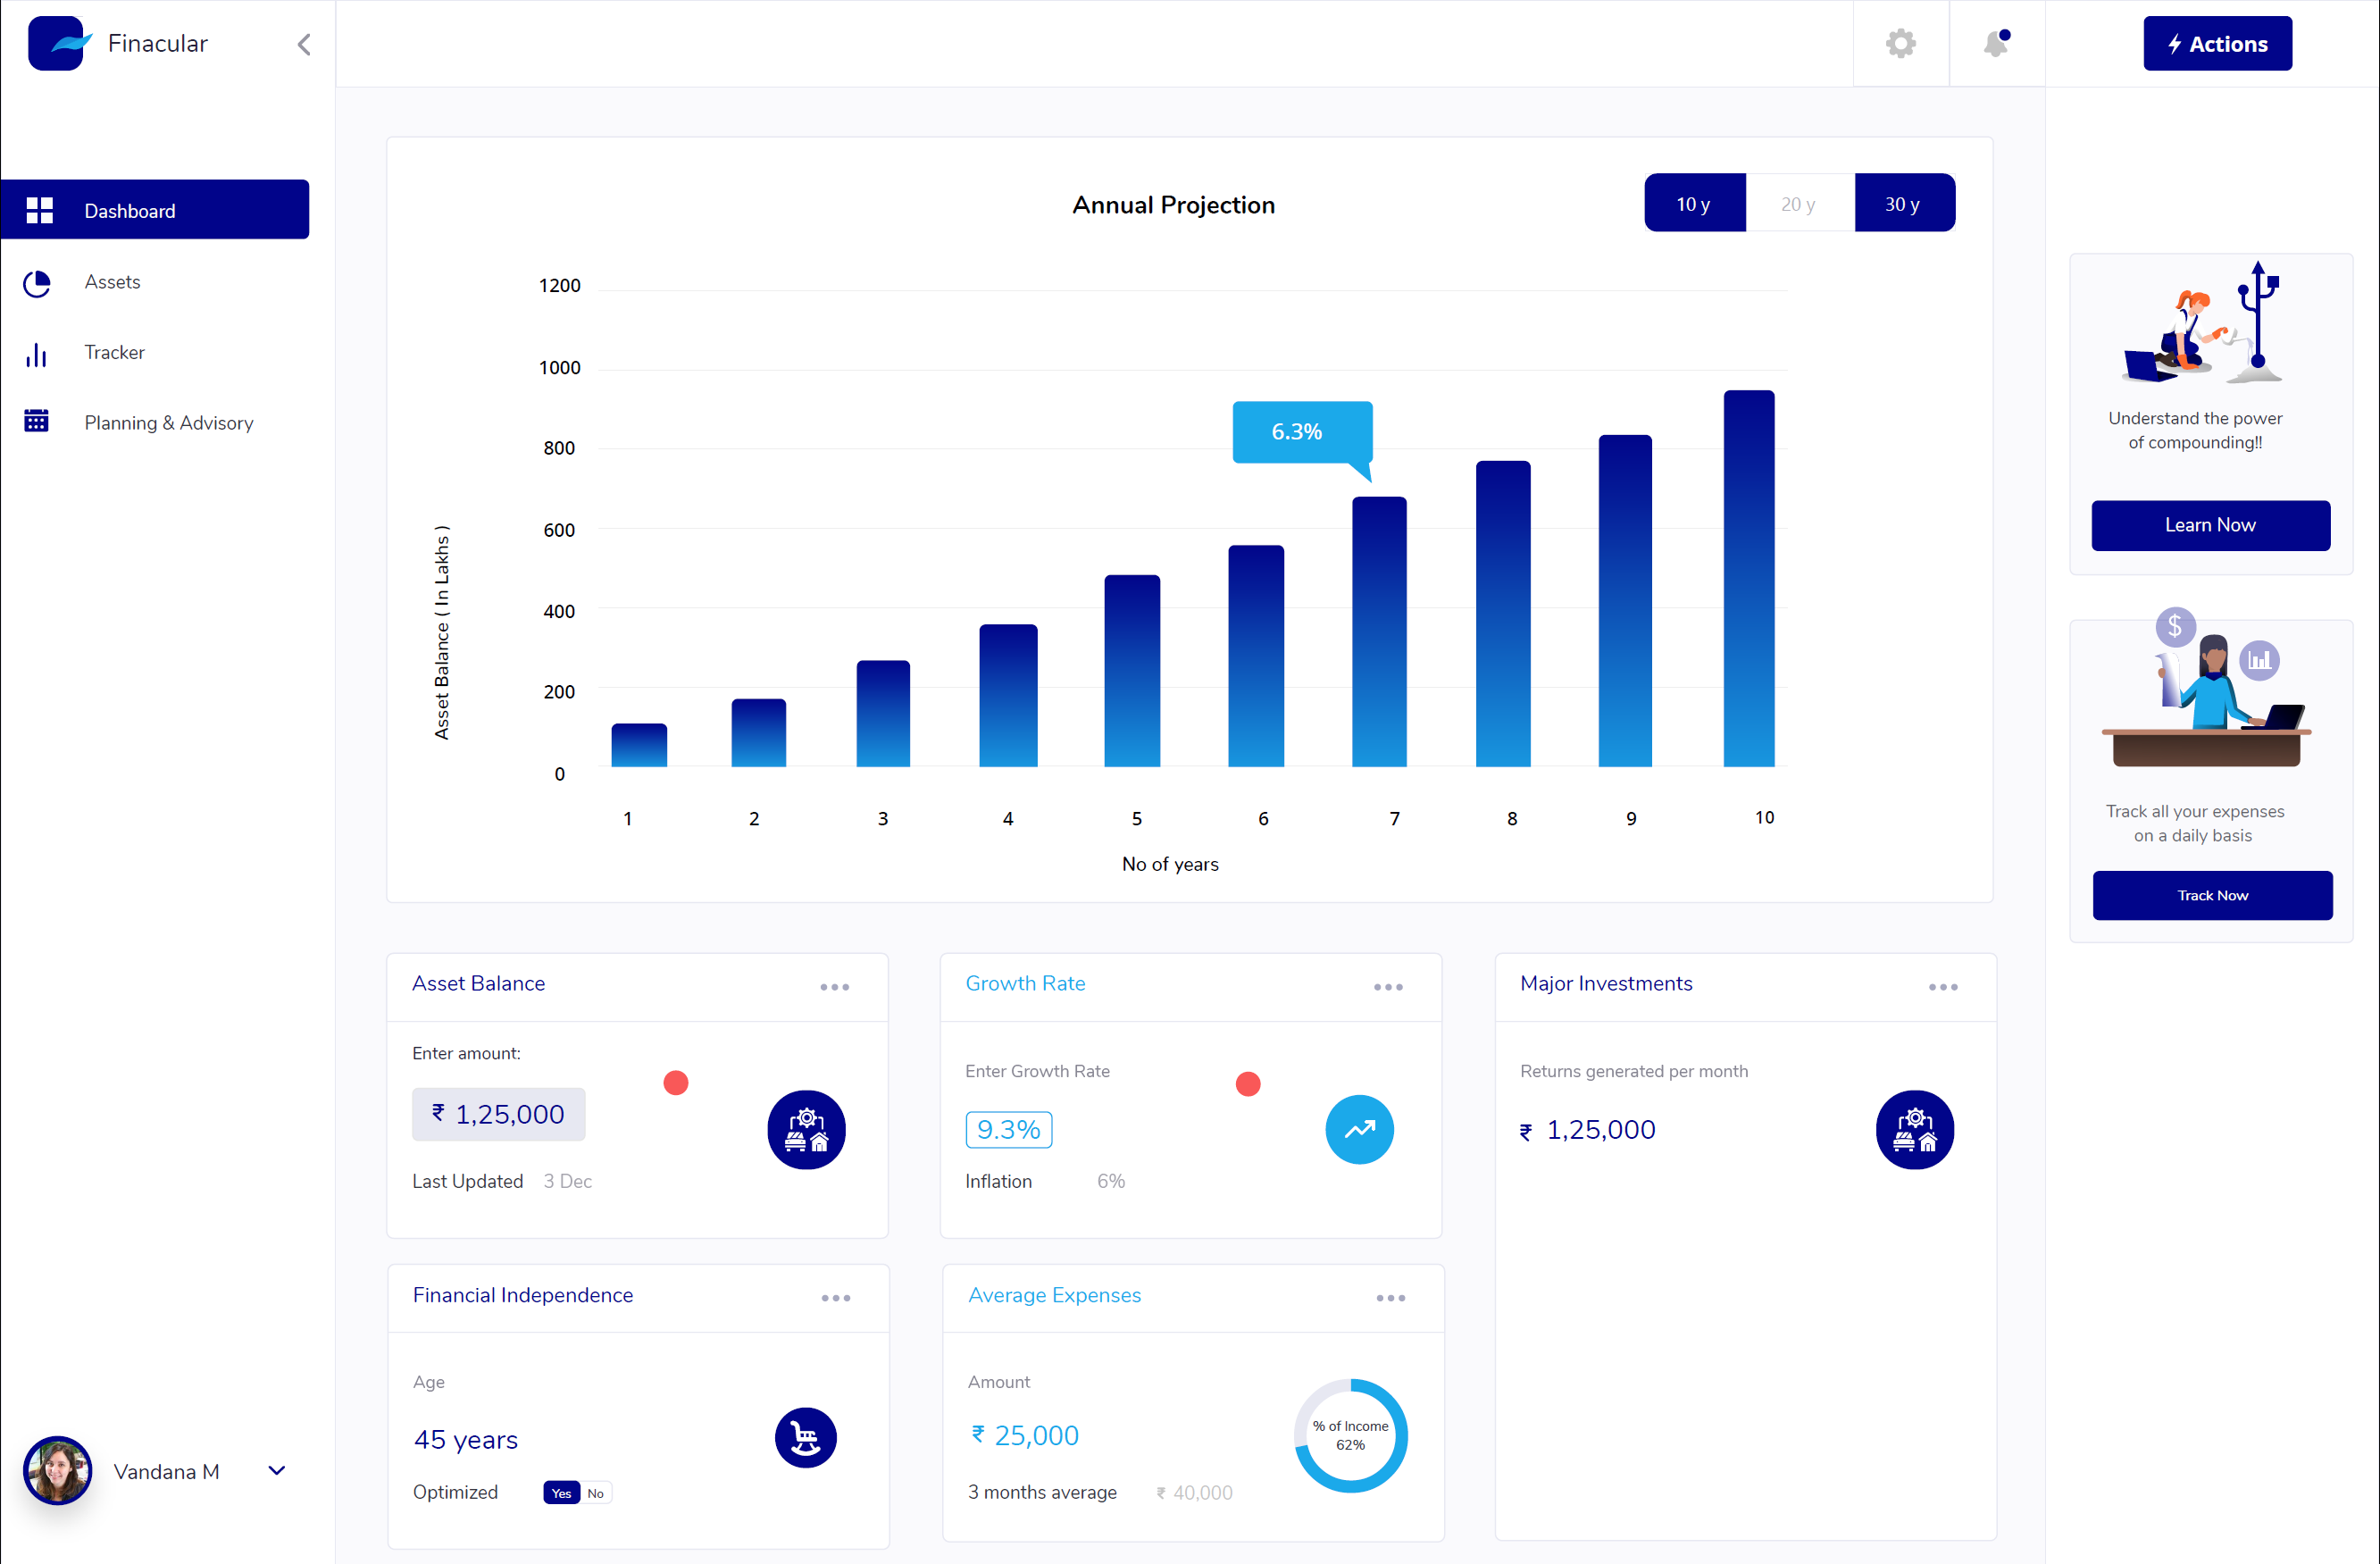 Finacular
Actions
Dashboard
Assets
Tracker
Planning & Advisory
Vandana M
Annual Projection
10 y
20 y
30 y
1200
1000
800
600
400
200
0
Asset Balance ( In Lakhs )
6.3%
1
2
3
4
5
6
7
8
9
10
No of years
Asset Balance
Enter amount:
₹ 1,25,000
Last Updated 3 Dec
Growth Rate
Enter Growth Rate
9.3%
Inflation 6%
Major Investments
Returns generated per month
₹ 1,25,000
Financial Independence
Age
45 years
Optimized Yes No
Average Expenses
Amount
₹ 25,000
3 months average ₹ 40,000
% of Income
62%
Understand the power
of compounding!!
Learn Now
$
Track all your expenses
on a daily basis
Track Now